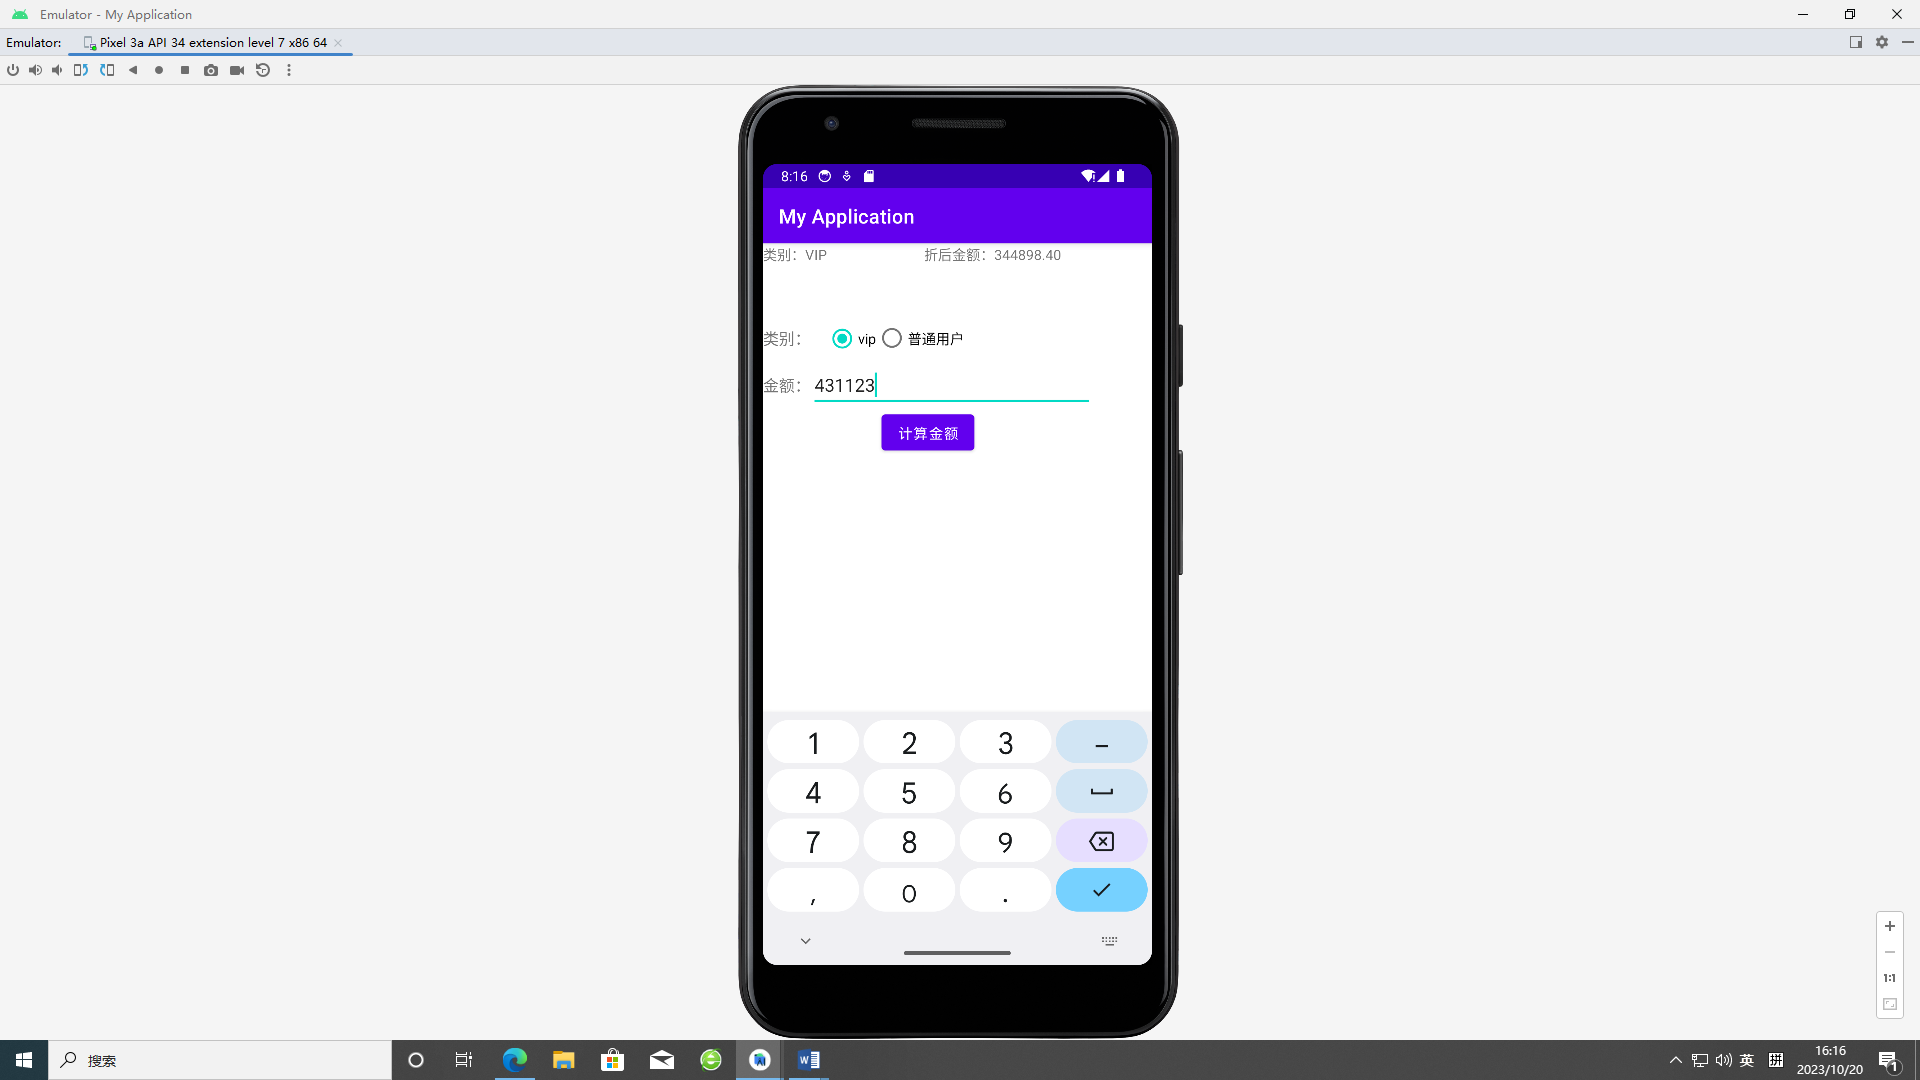 Emulator - My Application
Emulator: Pixel 3a API 34 extension level 7 x86 64
8:16
My Application
类别：VIP 折后金额：344898.40
类别： vip 普通用户
金额： 431123
计算金额
1 2 3 –
4 5 6
7 8 9
, 0 .
1:1
搜索
英 拼
16:16
2023/10/20
1